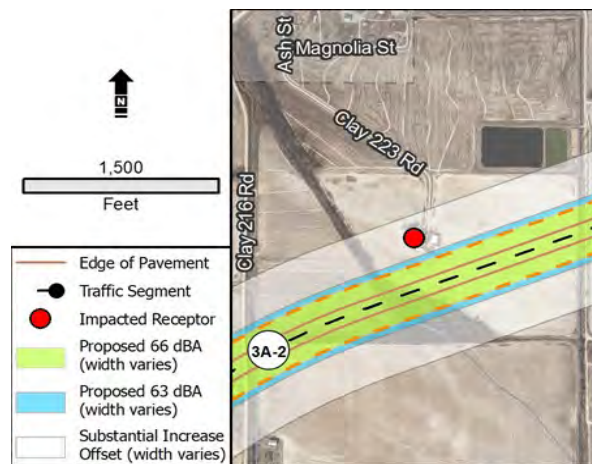 N
1,500
Feet
Edge of Pavement
Traffic Segment
Impacted Receptor
Proposed 66 dBA
(width varies)
Proposed 63 dBA
(width varies)
Substantial Increase
Offset (width varies)
Ash St
Magnolia St
Clay 223 Rd
Clay 216 Rd
3A-2